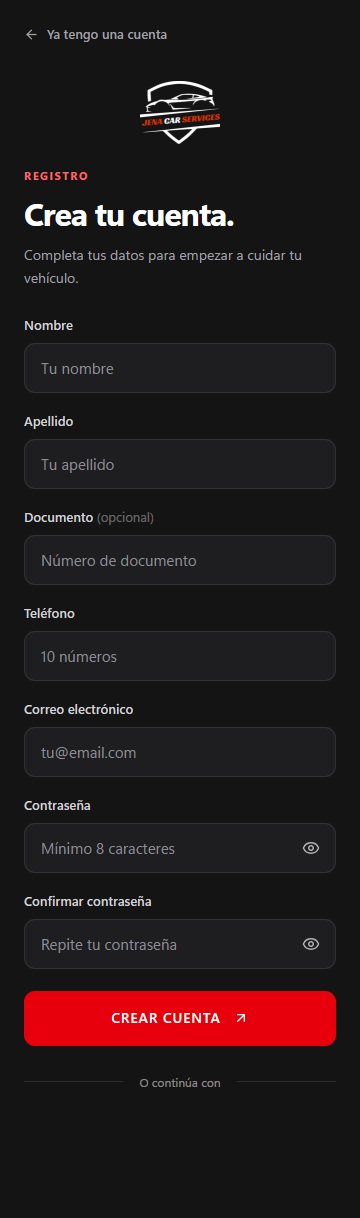 Ya tengo una cuenta
JENA CAR SERVICES
REGISTRO
Crea tu cuenta.
Completa tus datos para empezar a cuidar tu
vehículo.
Nombre
Tu nombre
Apellido
Tu apellido
Documento (opcional)
Número de documento
Teléfono
10 números
Correo electrónico
tu@email.com
Contraseña
Mínimo 8 caracteres
Confirmar contraseña
Repite tu contraseña
CREAR CUENTA
O continúa con